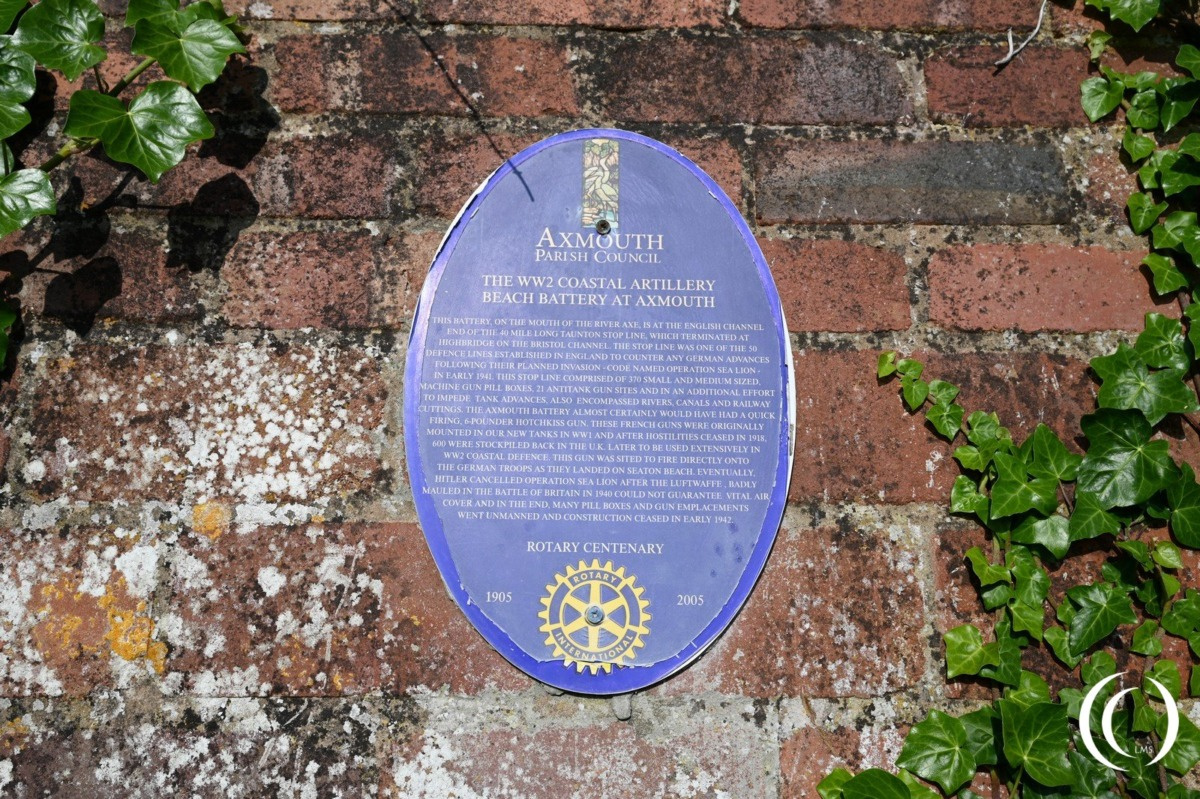 AXMOUTH
PARISH COUNCIL
THE WW2 COASTAL ARTILLERY
BEACH BATTERY AT AXMOUTH
THIS BATTERY, ON THE MOUTH OF THE RIVER AXE, IS AT THE ENGLISH CHANNEL
END OF THE 40 MILE LONG TAUNTON STOP LINE, WHICH TERMINATED AT
HIGHBRIDGE ON THE BRISTOL CHANNEL. THE STOP LINE WAS ONE OF THE 50
DEFENCE LINES ESTABLISHED IN ENGLAND TO COUNTER ANY GERMAN ADVANCES
FOLLOWING THEIR PLANNED INVASION - CODE NAMED OPERATION SEA LION -
IN EARLY 1941. THIS STOP LINE COMPRISED OF 370 SMALL AND MEDIUM SIZED,
MACHINE GUN PILL BOXES, 21 ANTITANK GUN SITES AND IN AN ADDITIONAL EFFORT
TO IMPEDE TANK ADVANCES, ALSO ENCOMPASSED RIVERS, CANALS AND RAILWAY
CUTTINGS. THE AXMOUTH BATTERY ALMOST CERTAINLY WOULD HAVE HAD A QUICK
FIRING, 6-POUNDER HOTCHKISS GUN. THESE FRENCH GUNS WERE ORIGINALLY
MOUNTED IN OUR NEW TANKS IN WW1 AND AFTER HOSTILITIES CEASED IN 1918,
600 WERE STOCKPILED BACK IN THE U.K. LATER TO BE USED EXTENSIVELY IN
WW2 COASTAL DEFENCE. THIS GUN WAS SITED TO FIRE DIRECTLY ONTO
THE GERMAN TROOPS AS THEY LANDED ON SEATON BEACH. EVENTUALLY,
HITLER CANCELLED OPERATION SEA LION AFTER THE LUFTWAFFE , BADLY
MAULED IN THE BATTLE OF BRITAIN IN 1940 COULD NOT GUARANTEE VITAL AIR
COVER AND IN THE END, MANY PILL BOXES AND GUN EMPLACEMENTS
WENT UNMANNED AND CONSTRUCTION CEASED IN EARLY 1942.
ROTARY CENTENARY
1905 2005
ROTARY
INTERNATIONAL
LMS